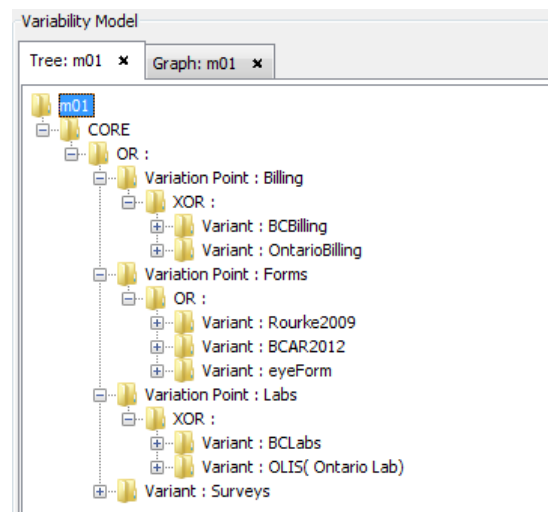 Variability Model
Tree: m01 × Graph: m01 ×
m01
CORE
OR :
Variation Point : Billing
XOR :
Variant : BCBilling
Variant : OntarioBilling
Variation Point : Forms
OR :
Variant : Rourke2009
Variant : BCAR2012
Variant : eyeForm
Variation Point : Labs
XOR :
Variant : BCLabs
Variant : OLIS( Ontario Lab)
Variant : Surveys